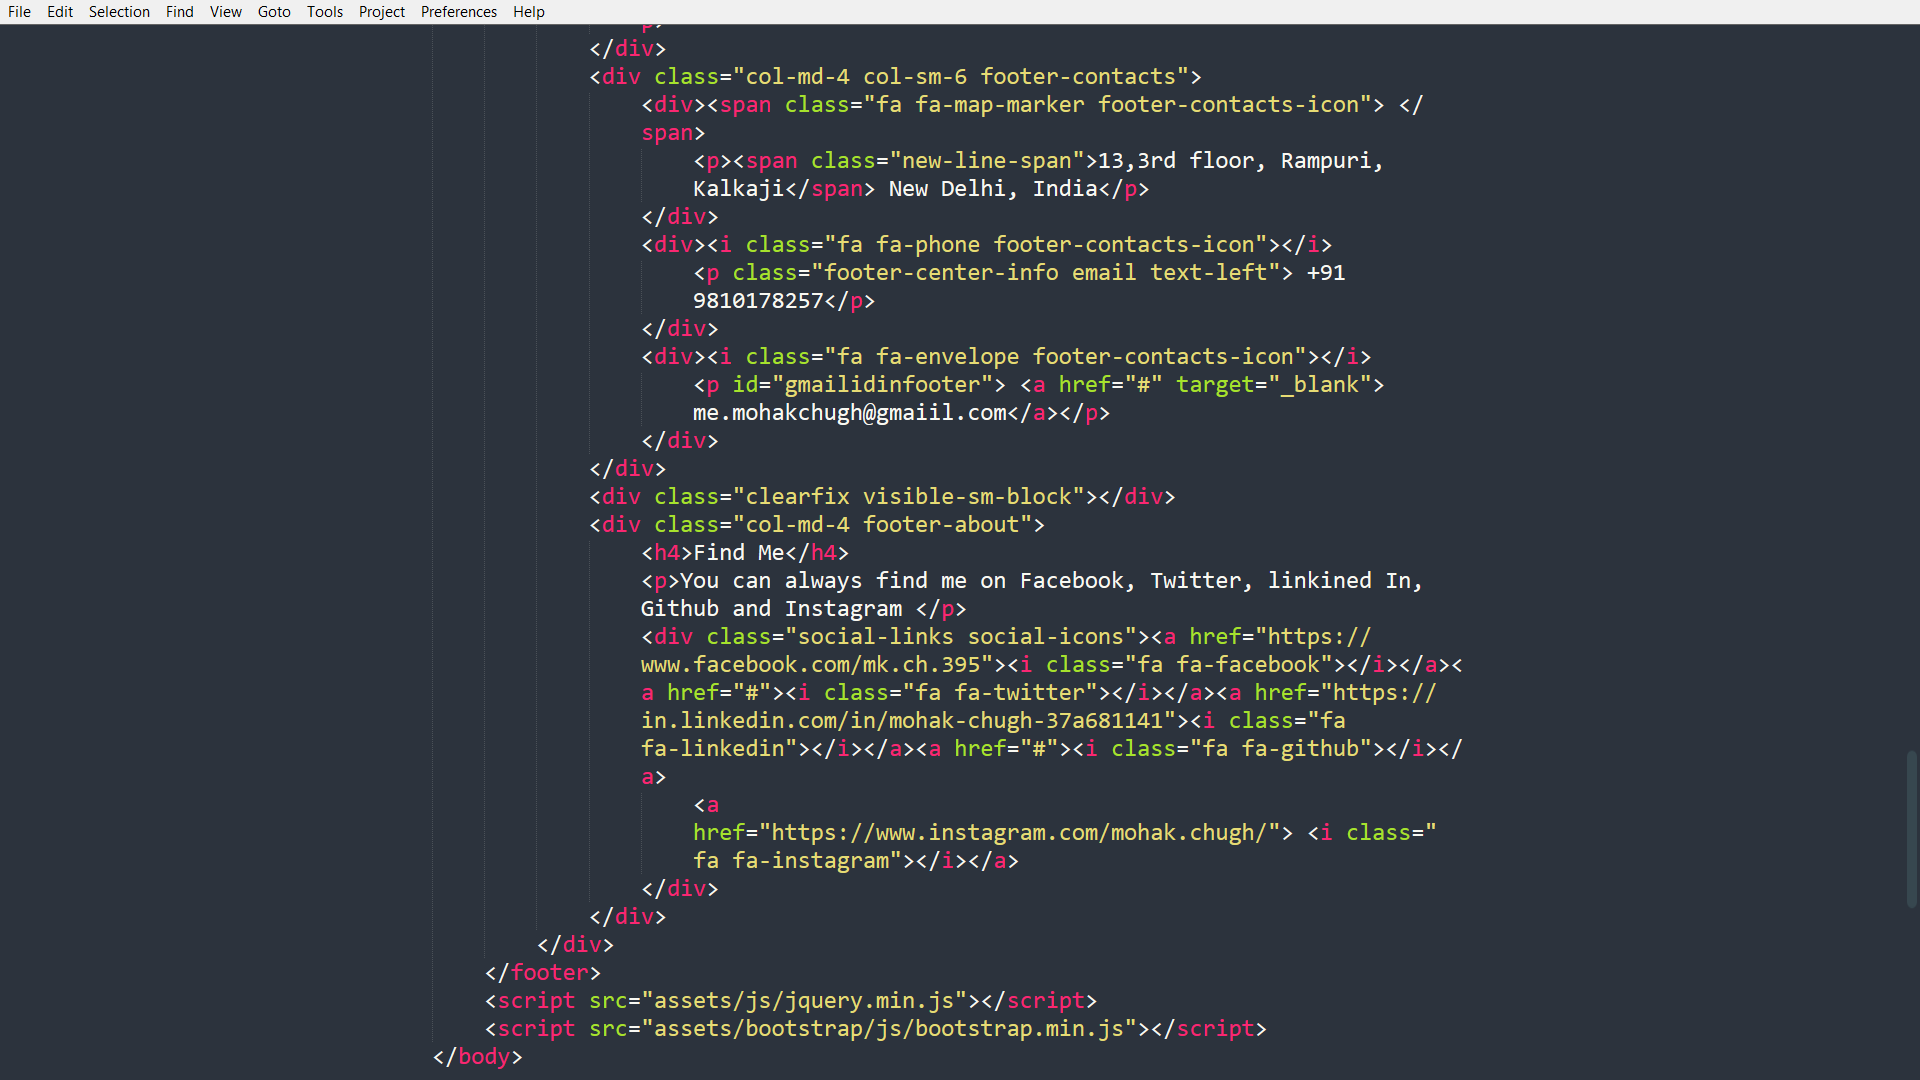 File Edit Selection Find View Goto Tools Project Preferences Help
p>
</div>
<div class="col-md-4 col-sm-6 footer-contacts">
<div><span class="fa fa-map-marker footer-contacts-icon"> </
span>
<p><span class="new-line-span">13,3rd floor, Rampuri,
Kalkaji</span> New Delhi, India</p>
</div>
<div><i class="fa fa-phone footer-contacts-icon"></i>
<p class="footer-center-info email text-left"> +91
9810178257</p>
</div>
<div><i class="fa fa-envelope footer-contacts-icon"></i>
<p id="gmailidinfooter"> <a href="#" target="_blank">
me.mohakchugh@gmaiil.com</a></p>
</div>
</div>
<div class="clearfix visible-sm-block"></div>
<div class="col-md-4 footer-about">
<h4>Find Me</h4>
<p>You can always find me on Facebook, Twitter, linkined In,
Github and Instagram </p>
<div class="social-links social-icons"><a href="https://
www.facebook.com/mk.ch.395"><i class="fa fa-facebook"></i></a><
a href="#"><i class="fa fa-twitter"></i></a><a href="https://
in.linkedin.com/in/mohak-chugh-37a681141"><i class="fa
fa-linkedin"></i></a><a href="#"><i class="fa fa-github"></i></
a>
<a
href="https://www.instagram.com/mohak.chugh/"> <i class="
fa fa-instagram"></i></a>
</div>
</div>
</div>
</footer>
<script src="assets/js/jquery.min.js"></script>
<script src="assets/bootstrap/js/bootstrap.min.js"></script>
</body>